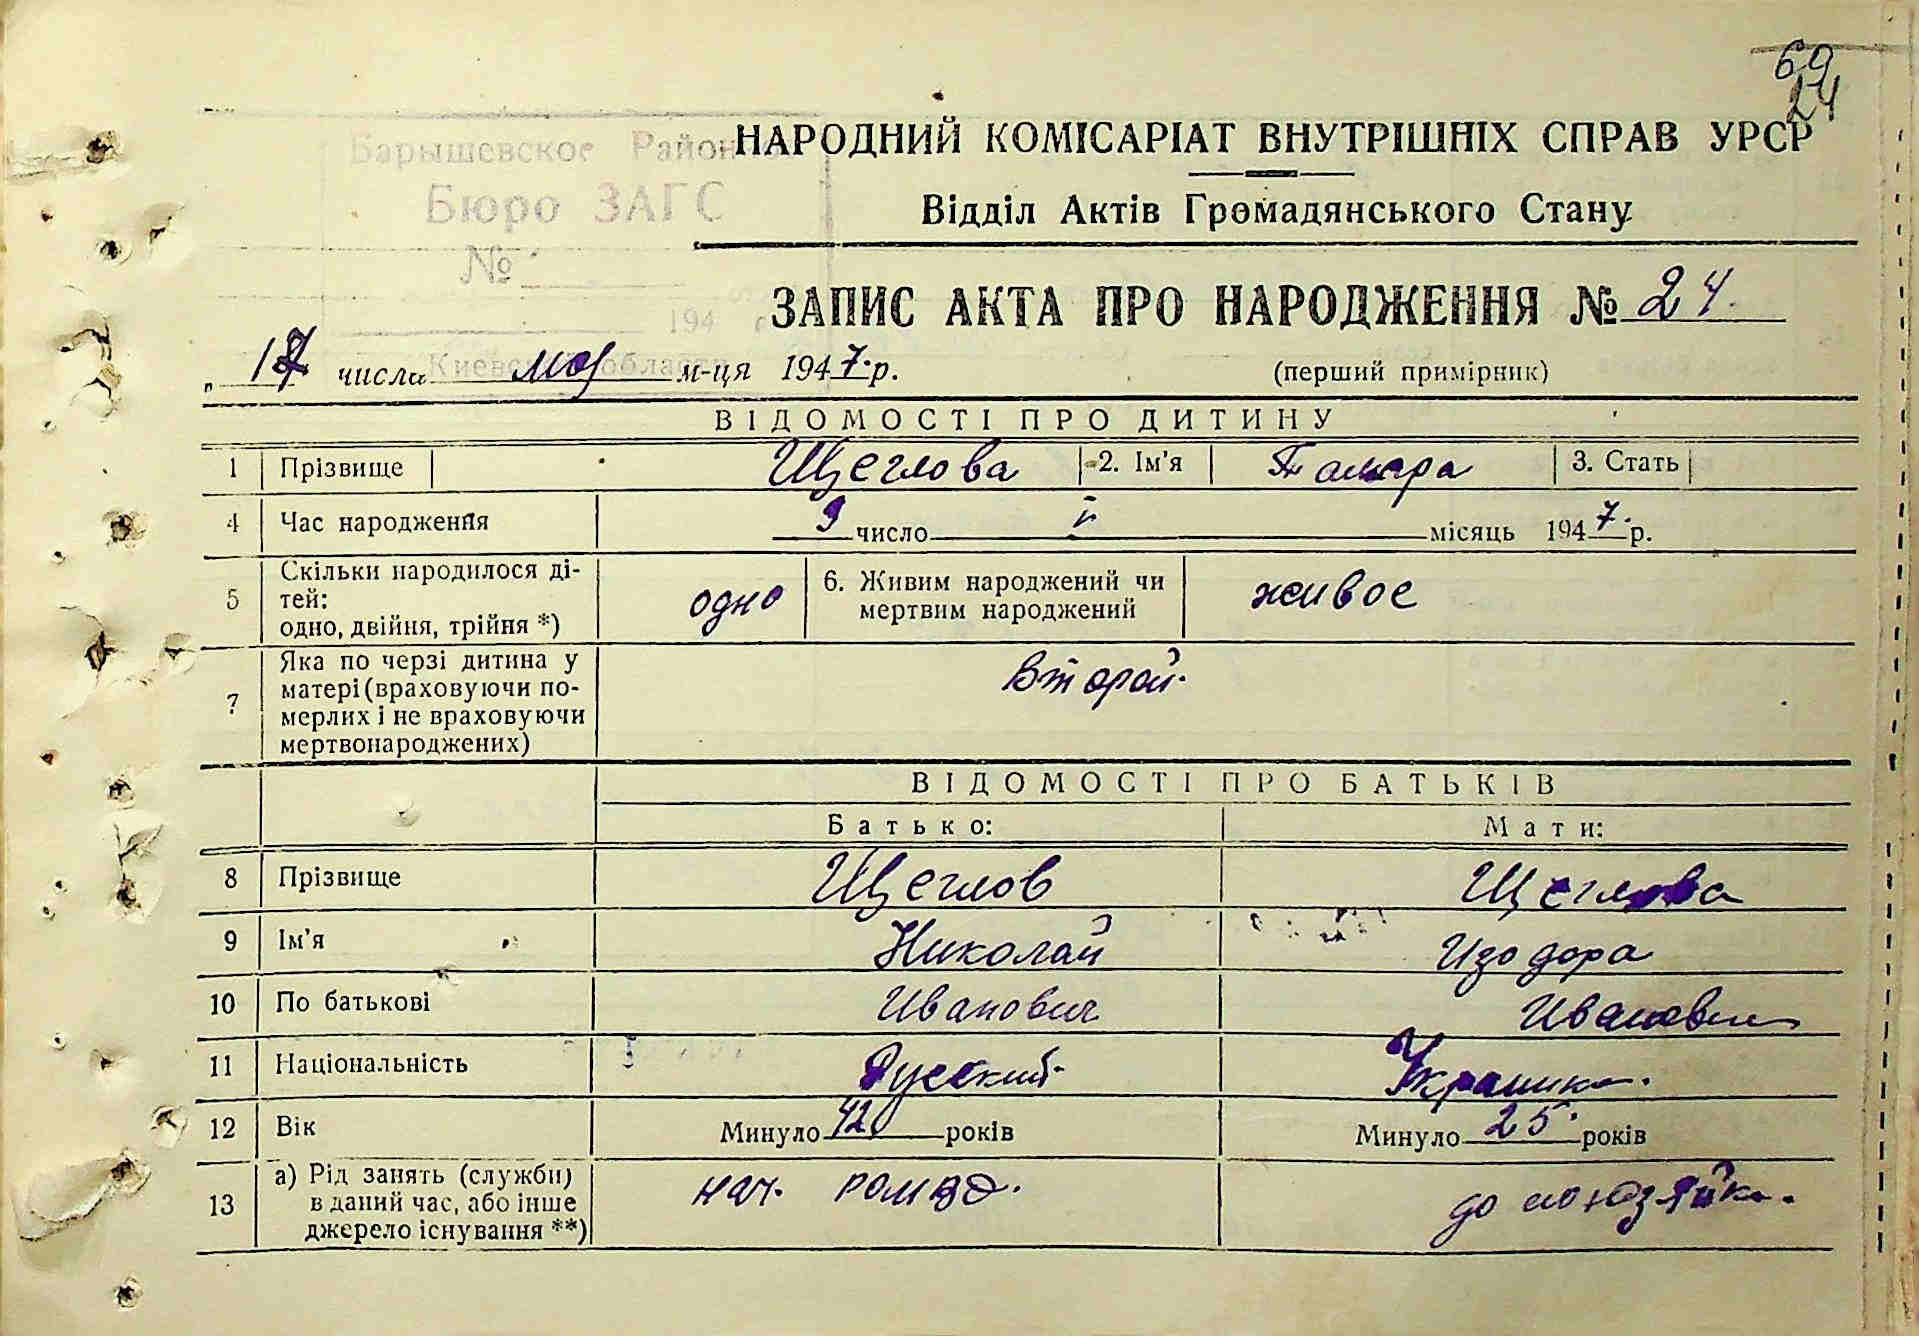 69
24
Барышевское Районное
Бюро ЗАГС
№
194
Киевской области
НАРОДНИЙ КОМІСАРІАТ ВНУТРІШНІХ СПРАВ УРСР
Відділ Актів Громадянського Стану
ЗАПИС АКТА ПРО НАРОДЖЕННЯ № 24.
„ 17 числа мая м-ця 1947 р.
(перший примірник)
ВІДОМОСТІ ПРО ДИТИНУ
1 Прізвище Щеглова 2. Ім'я Тамара 3. Стать
4 Час народження 9 число V місяць 1947 р.
5 Скільки народилося ді-
тей:
одно, двійня, трійня *) одно
6. Живим народжений чи
мертвим народжений живое
7 Яка по черзі дитина у
матері (враховуючи по-
мерлих і не враховуючи
мертвонароджених) второй.
ВІДОМОСТІ ПРО БАТЬКІВ
Батько: Мати:
8 Прізвище Щеглов Щеглова
9 Ім'я Николай Изодора
10 По батькові Иванович Ивановна
11 Національність Русский. Украинка.
12 Вік Минуло 42 років Минуло 25 років
13 а) Рід занять (служби)
в даний час, або інше
джерело існування **) нач. домохозяйка.